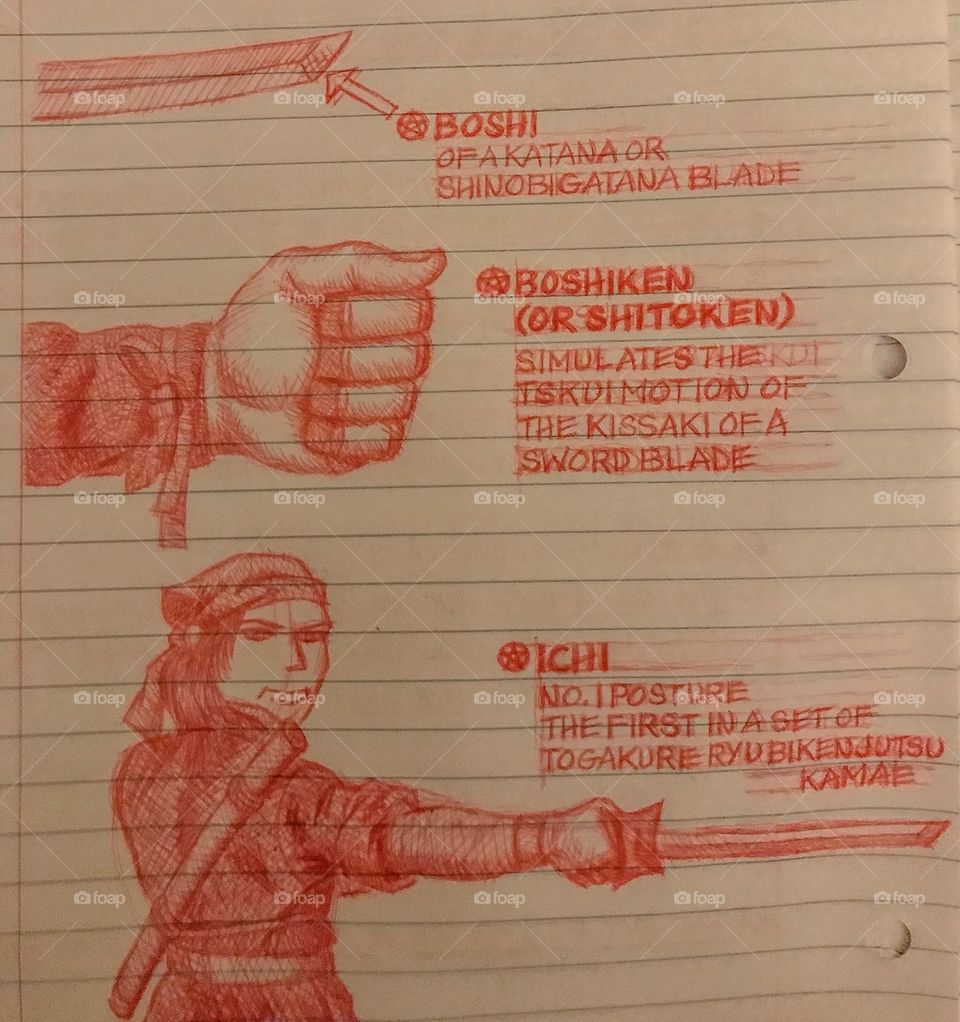 BOSHI
OF A KATANA OR
SHINOBIGATANA BLADE
BOSHIKEN
(OR SHITOKEN)
SIMULATES THE
TSKUI MOTION OF
THE KISSAKI OF A
SWORD BLADE
ICHI
NO. 1 POSTURE
THE FIRST IN A SET OF
TOGAKURE RYU BIKENJUTSU
KAMAE
foap